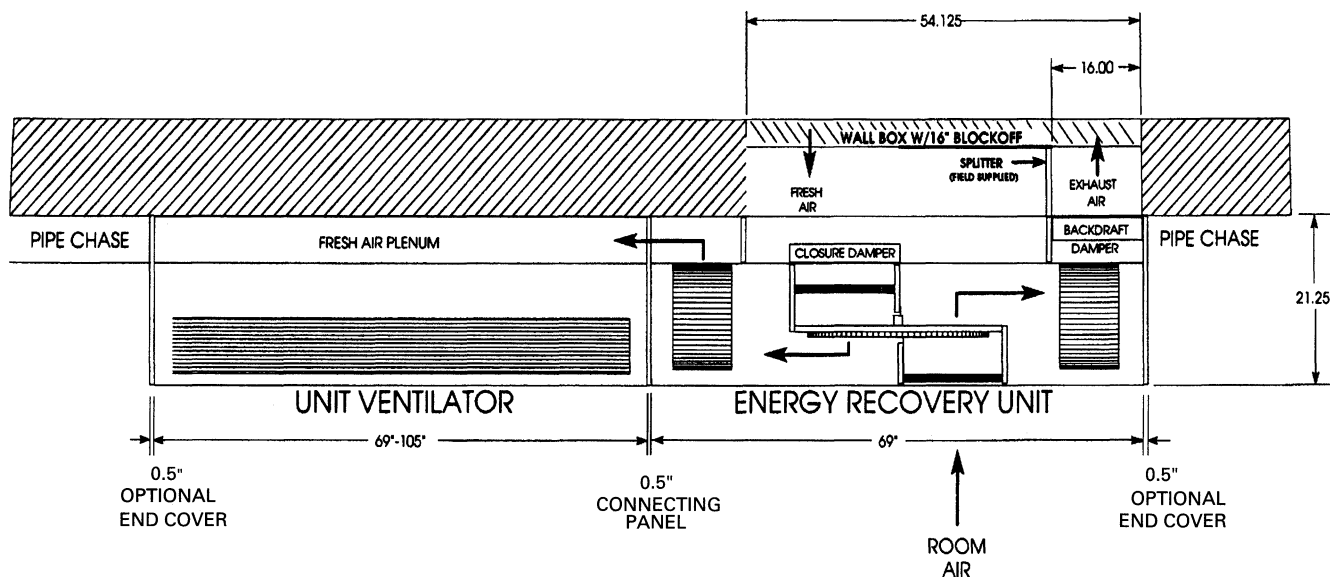 54.125
16.00
WALL BOX W/16" BLOCKOFF
SPLITTER
(FIELD SUPPLIED)
FRESH
AIR
EXHAUST
AIR
PIPE CHASE
FRESH AIR PLENUM
BACKDRAFT
DAMPER
PIPE CHASE
CLOSURE DAMPER
21.25
UNIT VENTILATOR
ENERGY RECOVERY UNIT
69"-105"
69"
0.5"
OPTIONAL
END COVER
0.5"
CONNECTING
PANEL
0.5"
OPTIONAL
END COVER
ROOM
AIR